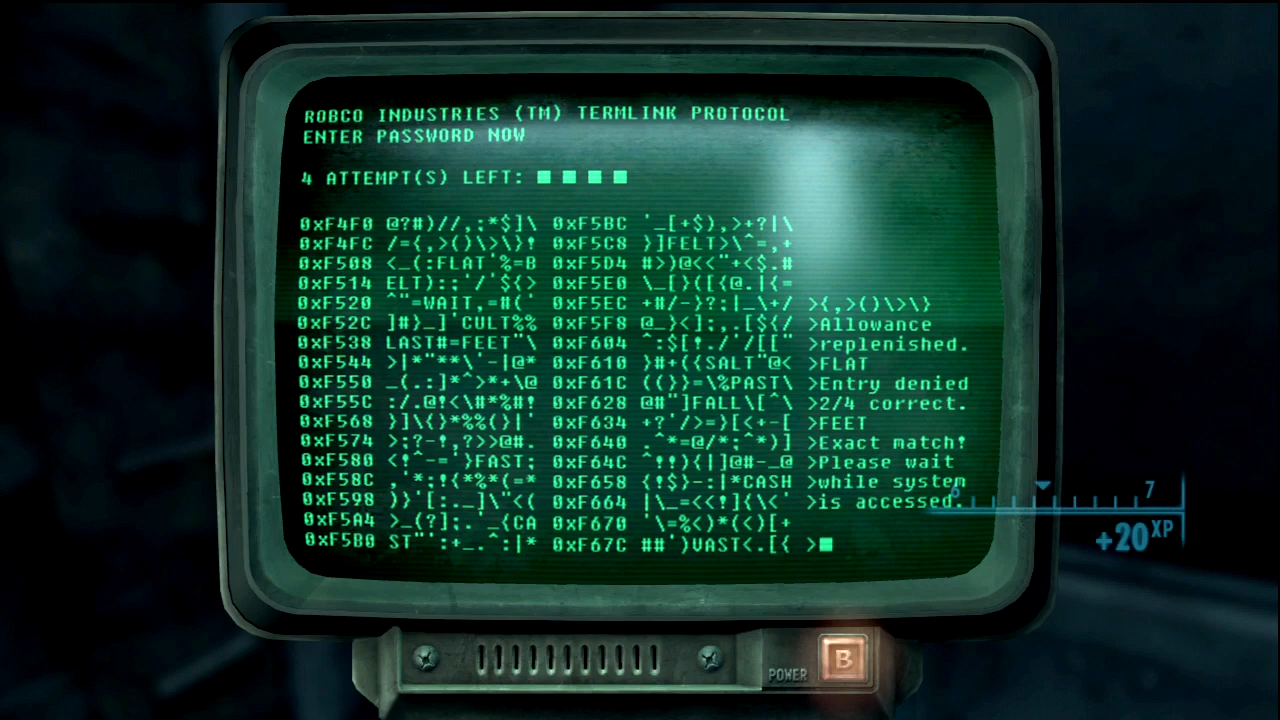 ROBCO INDUSTRIES (TM) TERMLINK PROTOCOL
ENTER PASSWORD NOW
4 ATTEMPT(S) LEFT: ■ ■ ■ ■
0xF4F0 @?#)//,:*$]\ 0xF5BC '_[+$),>+?|\
0xF4FC /={,>()\>\}! 0xF5C8 }]FELT>\^=,+
0xF508 <_(:FLAT'%=B 0xF5D4 #>)@<<"+<$.#
0xF514 ELT):;'/'${> 0xF5E0 \_[}([{@.|{=
0xF520 ^"=WAIT,=#(' 0xF5EC +#/-}?;|_\+/ >{,>()\>\}
0xF52C ]#}_]'CULT%% 0xF5F8 @_}<];,.[${/ >Allowance
0xF538 LAST#=FEET"\ 0xF604 ^:$[!./'/[[" >replenished.
0xF544 >|*"**\'-|@* 0xF610 }#+({SALT"@< >FLAT
0xF550 _(.:]*^>*+\@ 0xF61C ((}}=\%PAST\ >Entry denied
0xF55C :/.@!<\#*%#! 0xF628 @#"]FALL\[^\ >2/4 correct.
0xF568 }]\{}*%%(}|' 0xF634 +?'/>=}[<+-[ >FEET
0xF574 >;?-!,?>>@#. 0xF640 .^*=@/*;^*)] >Exact match!
0xF580 <!^-='}FAST; 0xF64C ^!!){|]@#-_@ >Please wait
0xF58C ,'*;!{*%*(=* 0xF658 {!$}-:|*CASH >while system
0xF598 )}'[:._]\"<( 0xF664 |\_=<<!]{\<' >is accessed.
0xF5A4 >_(?];.'_{CA 0xF670 '\=%<)*(<)[+
0xF5B0 ST"':+_.^:|* 0xF67C ##')VAST<.[{ >■
6 7
+20 XP
POWER B